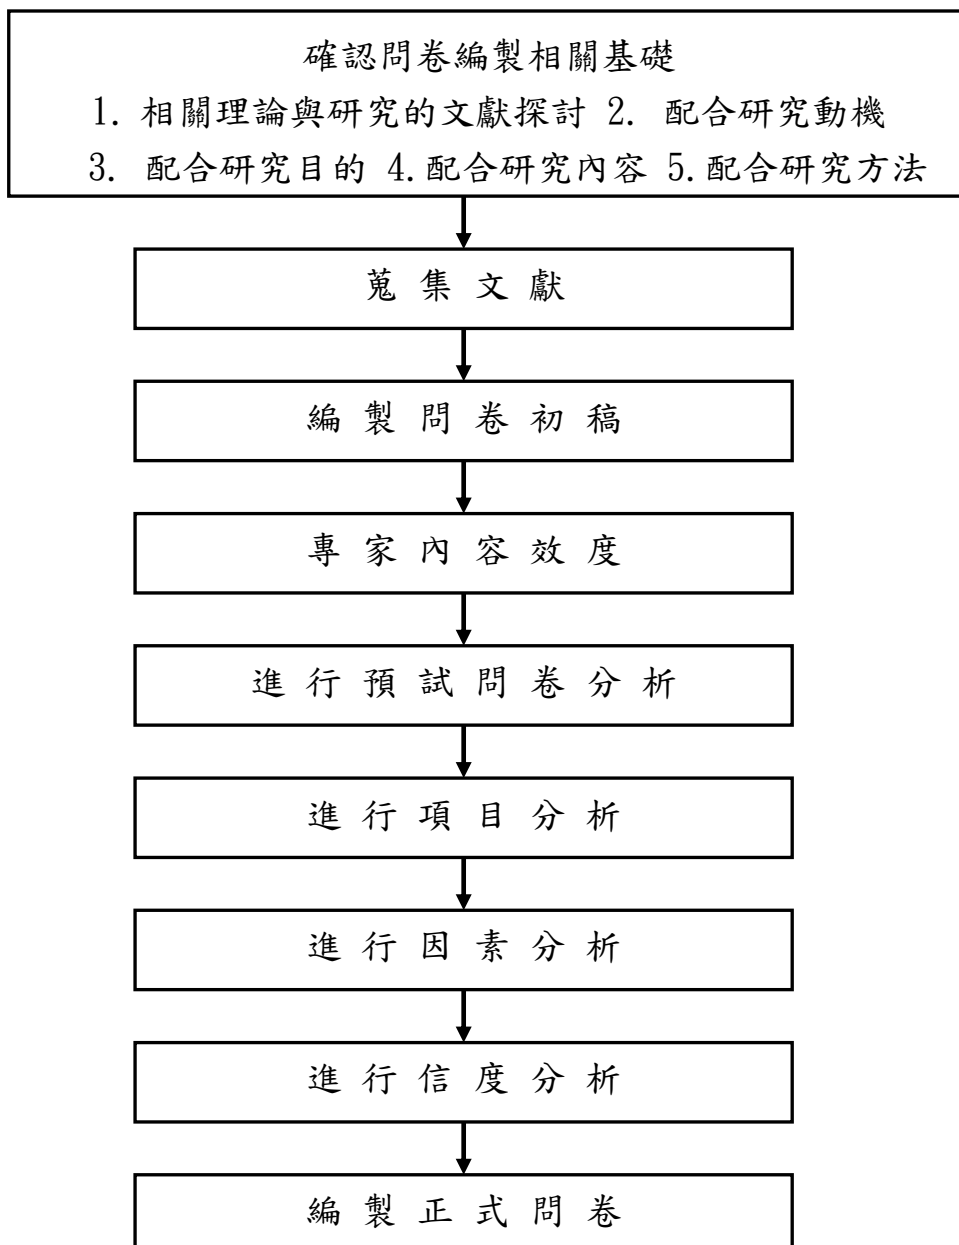 確認問卷編製相關基礎
1. 相關理論與研究的文獻探討 2. 配合研究動機
3. 配合研究目的 4.配合研究內容 5.配合研究方法
蒐集文獻
編製問卷初稿
專家內容效度
進行預試問卷分析
進行項目分析
進行因素分析
進行信度分析
編製正式問卷